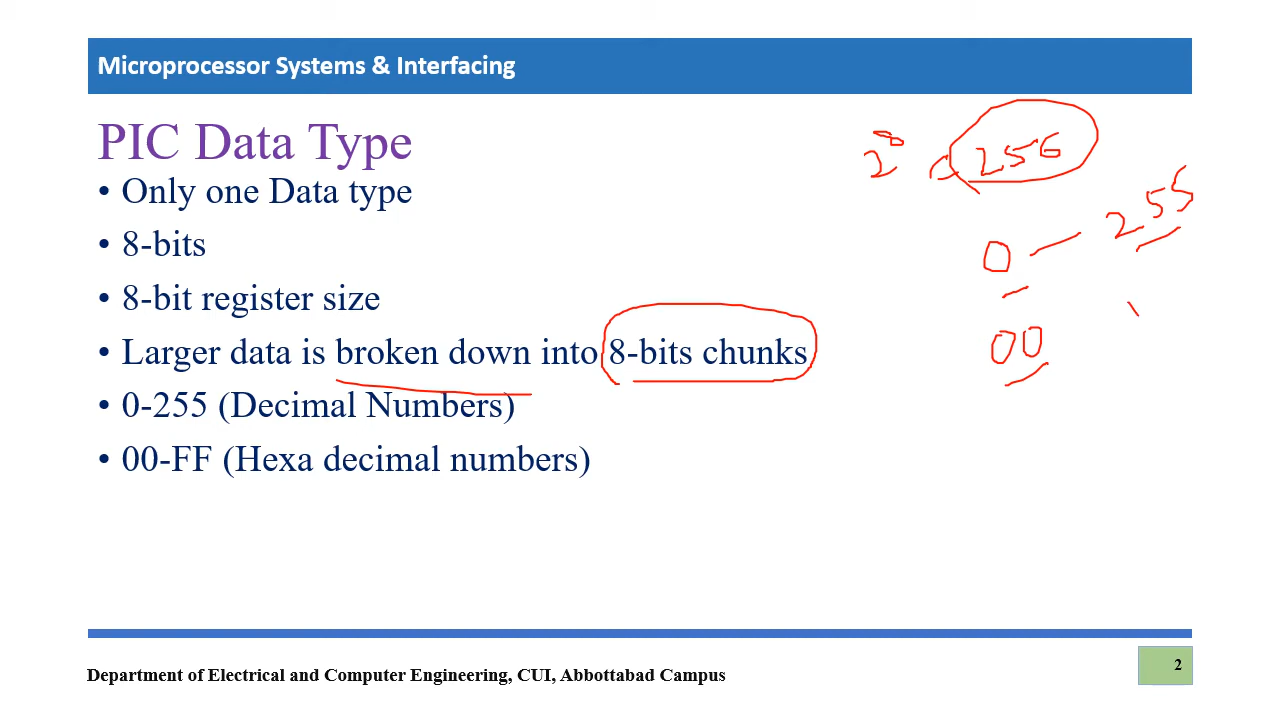 Microprocessor Systems & Interfacing
PIC Data Type
• Only one Data type
• 8-bits
• 8-bit register size
• Larger data is broken down into 8-bits chunks
• 0-255 (Decimal Numbers)
• 00-FF (Hexa decimal numbers)
2⁸ = 256
0 – 255
00
Department of Electrical and Computer Engineering, CUI, Abbottabad Campus
2